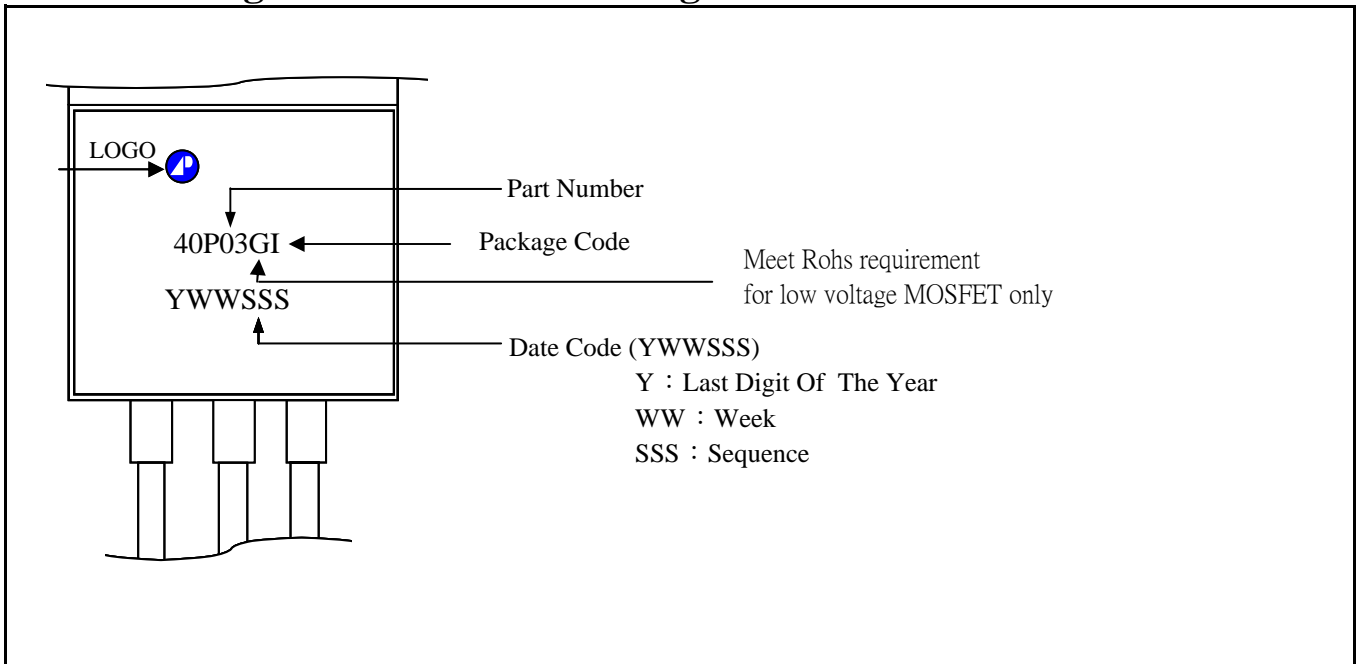 LOGO
Part Number
40P03GI
Package Code
Meet Rohs requirement
for low voltage MOSFET only
YWWSSS
Date Code (YWWSSS)
Y：Last Digit Of The Year
WW：Week
SSS：Sequence